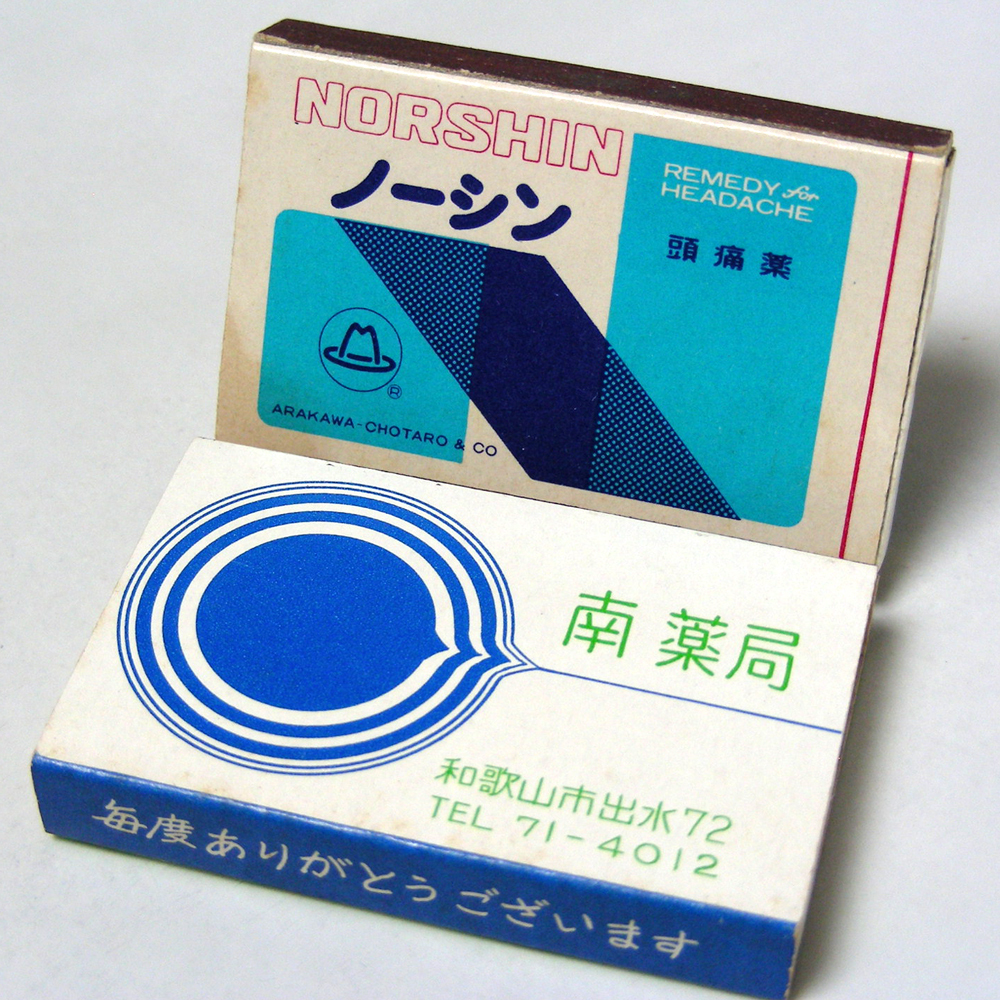 NORSHIN
ノーシン
REMEDY for
HEADACHE
頭痛薬
®
ARAKAWA-CHOTARO & CO
南薬局
和歌山市出水72
TEL 71-4012
毎度ありがとうございます